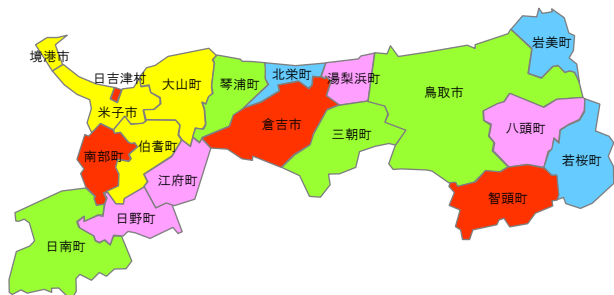 岩美町
境港市
日吉津村
大山町
琴浦町
北栄町
湯梨浜町
鳥取市
米子市
倉吉市
三朝町
八頭町
南部町
伯耆町
若桜町
江府町
智頭町
日野町
日南町